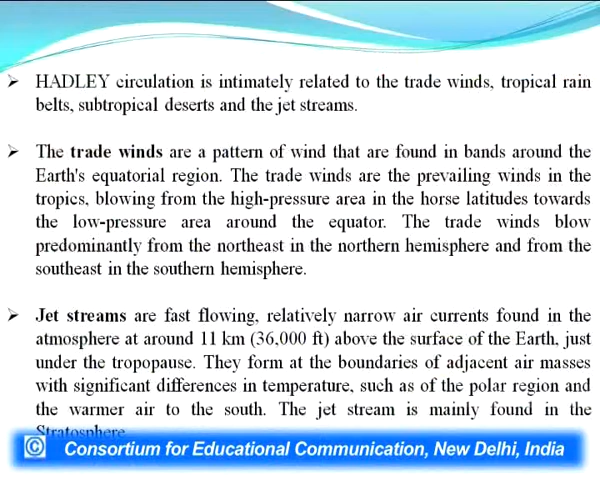 ➢ HADLEY circulation is intimately related to the trade winds, tropical rain
belts, subtropical deserts and the jet streams.
➢ The trade winds are a pattern of wind that are found in bands around the
Earth's equatorial region. The trade winds are the prevailing winds in the
tropics, blowing from the high-pressure area in the horse latitudes towards
the low-pressure area around the equator. The trade winds blow
predominantly from the northeast in the northern hemisphere and from the
southeast in the southern hemisphere.
➢ Jet streams are fast flowing, relatively narrow air currents found in the
atmosphere at around 11 km (36,000 ft) above the surface of the Earth, just
under the tropopause. They form at the boundaries of adjacent air masses
with significant differences in temperature, such as of the polar region and
the warmer air to the south. The jet stream is mainly found in the
Stratosphere
© Consortium for Educational Communication, New Delhi, India